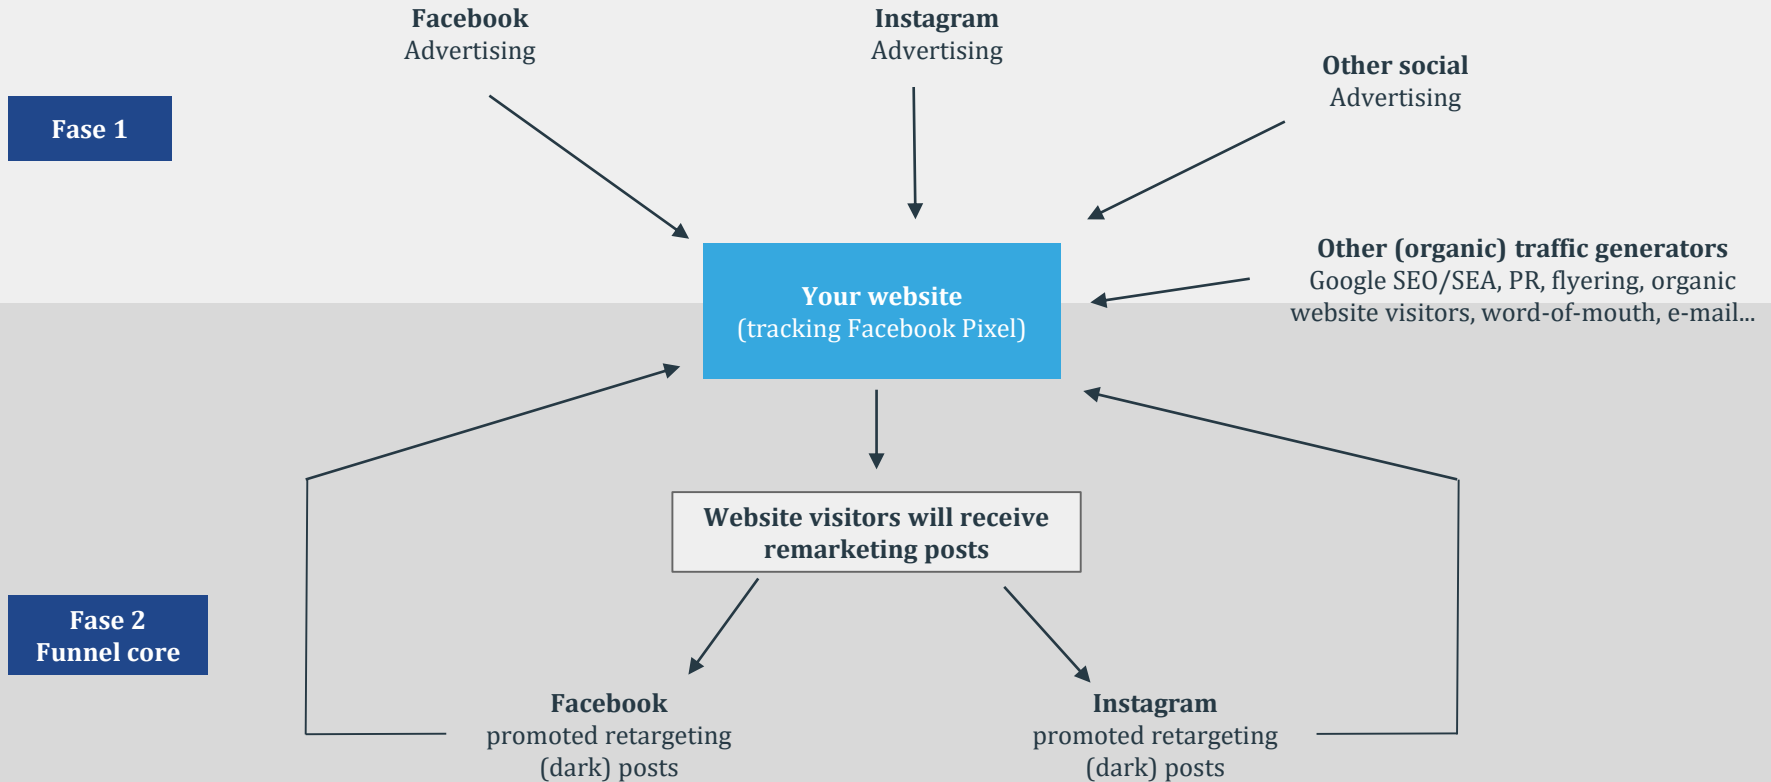 Facebook
Advertising
Instagram
Advertising
Other social
Advertising
Fase 1
Other (organic) traffic generators
Google SEO/SEA, PR, flyering, organic
website visitors, word-of-mouth, e-mail...
Your website
(tracking Facebook Pixel)
Website visitors will receive
remarketing posts
Fase 2
Funnel core
Facebook
promoted retargeting
(dark) posts
Instagram
promoted retargeting
(dark) posts